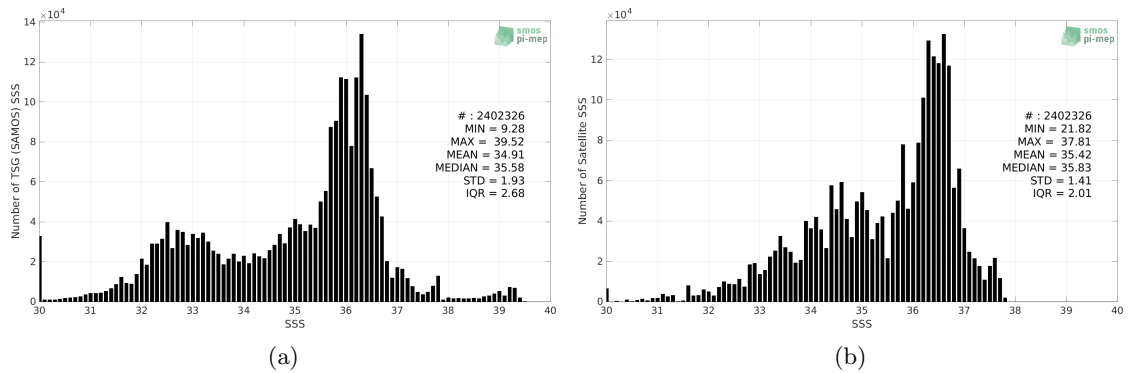 ×10⁴
14
12
10
8
6
4
2
0
Number of TSG (SAMOS) SSS
smos
pi-mep
# : 2402326
MIN = 9.28
MAX = 39.52
MEAN = 34.91
MEDIAN = 35.58
STD = 1.93
IQR = 2.68
30 31 32 33 34 35 36 37 38 39 40
SSS
(a)
×10⁴
12
10
8
6
4
2
0
Number of Satellite SSS
smos
pi-mep
# : 2402326
MIN = 21.82
MAX = 37.81
MEAN = 35.42
MEDIAN = 35.83
STD = 1.41
IQR = 2.01
30 31 32 33 34 35 36 37 38 39 40
SSS
(b)